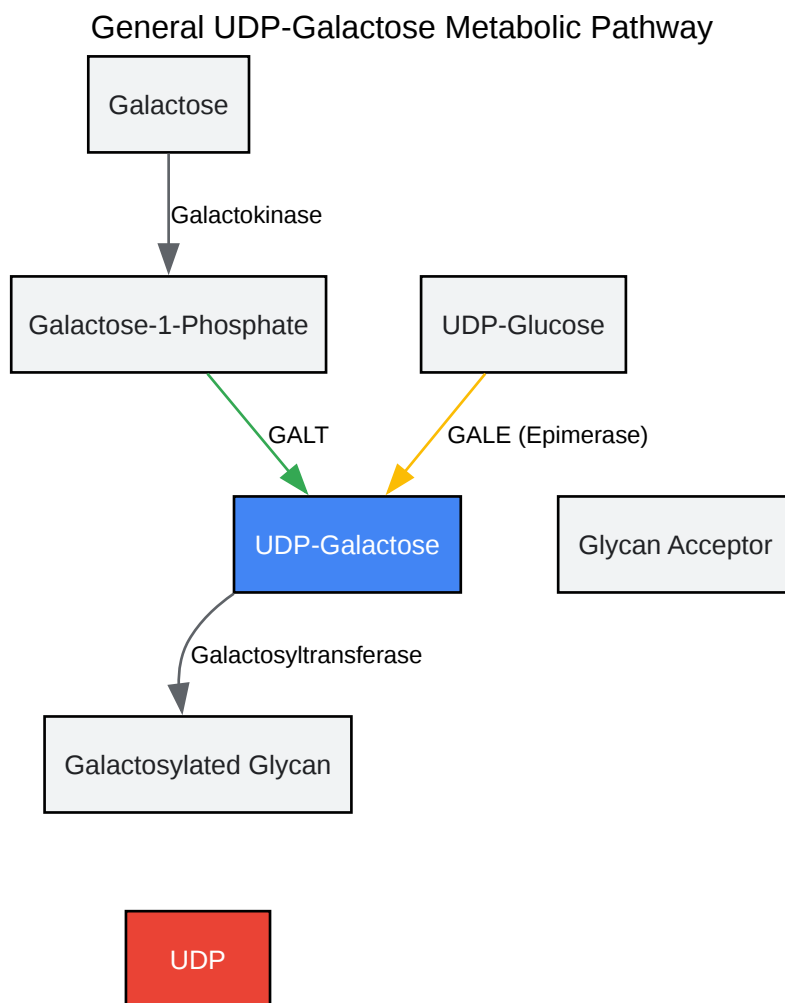 General UDP-Galactose Metabolic Pathway
Galactose
Galactokinase
Galactose-1-Phosphate
UDP-Glucose
GALT
GALE (Epimerase)
UDP-Galactose
Glycan Acceptor
Galactosyltransferase
Galactosylated Glycan
UDP